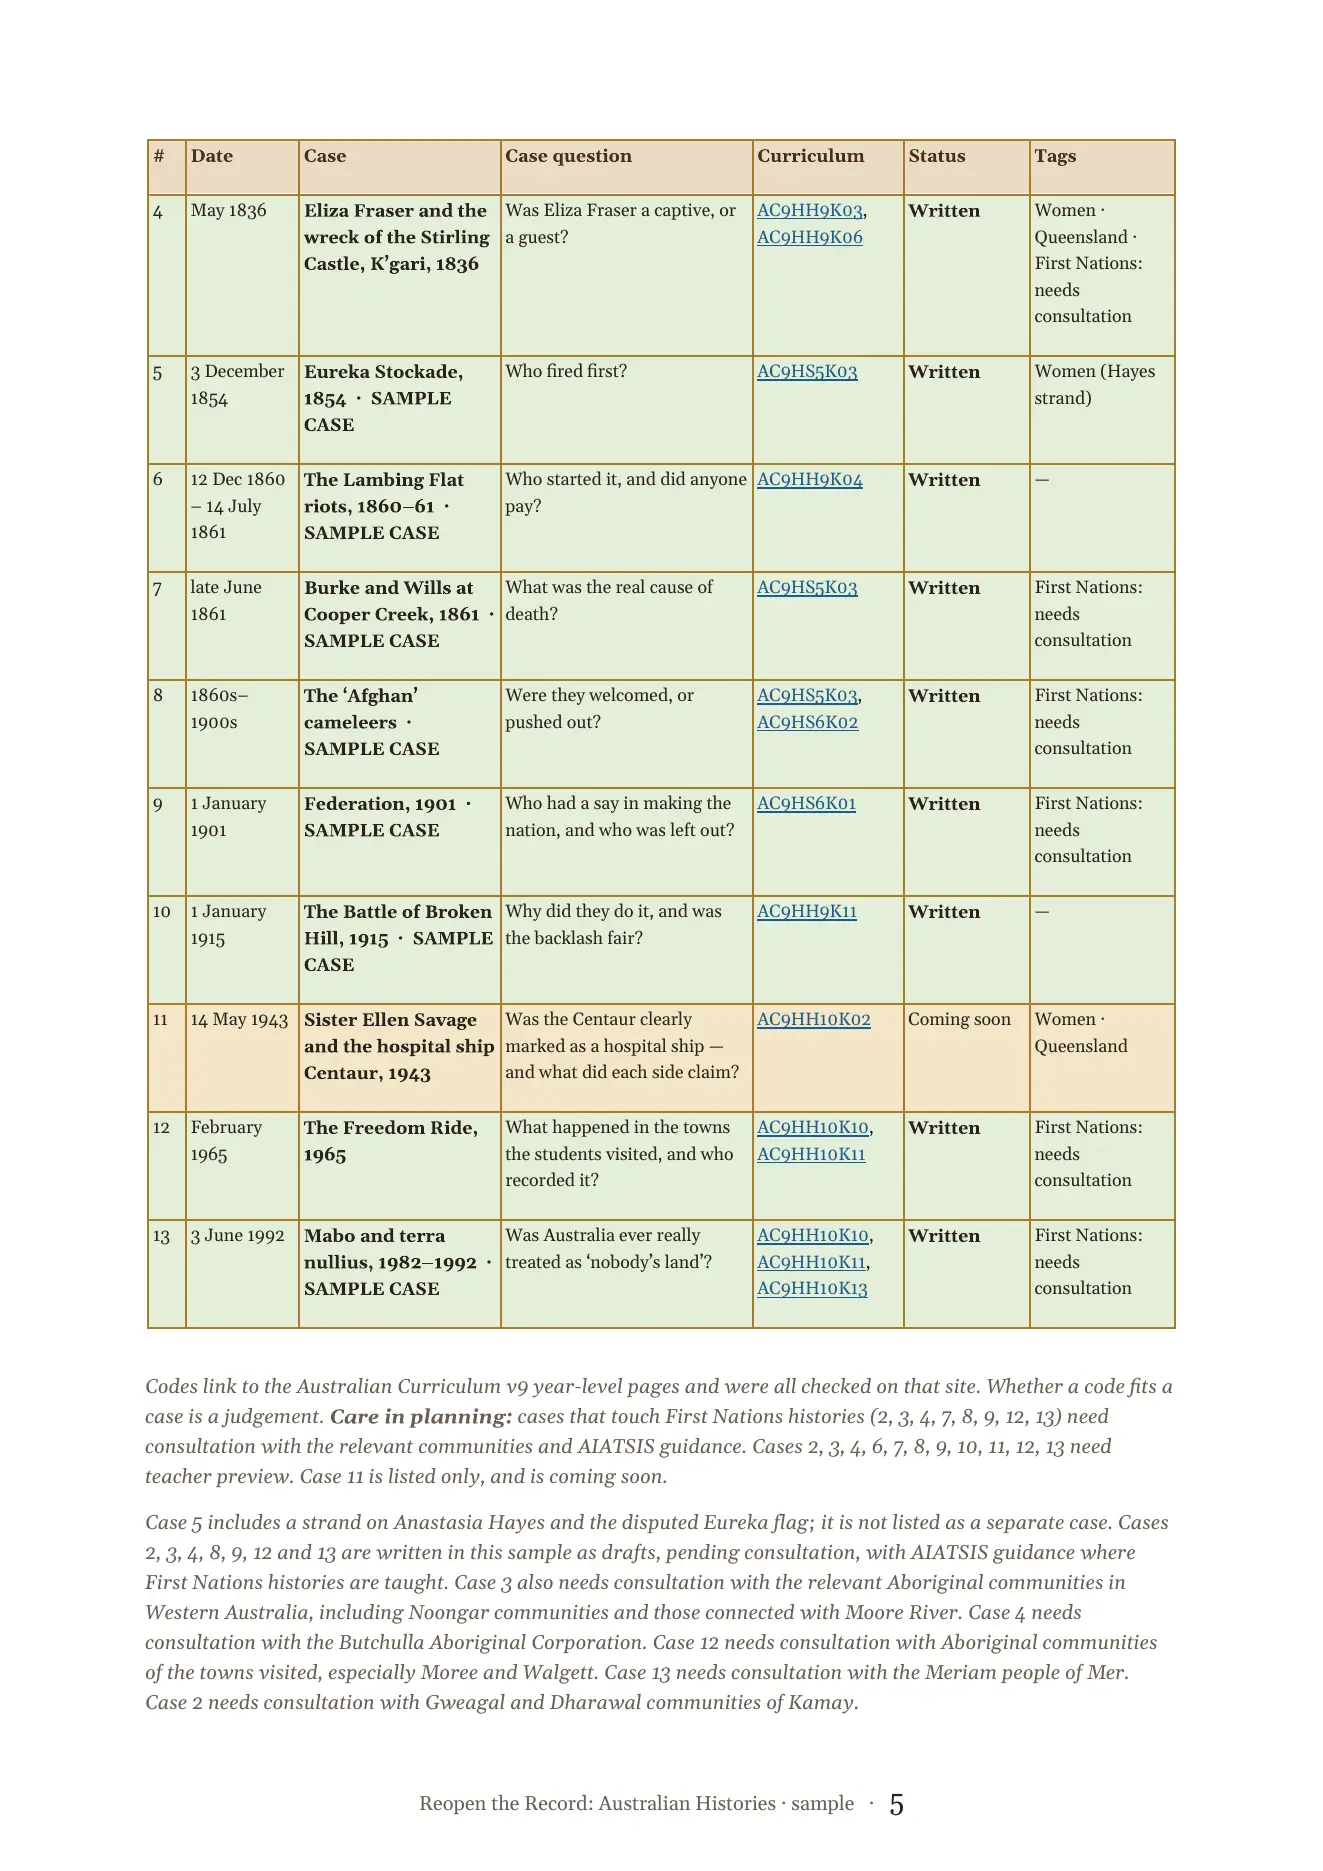 # Date Case Case question Curriculum Status Tags
4 May 1836 Eliza Fraser and the Was Eliza Fraser a captive, or AC9HH9K03, Written Women ·
wreck of the Stirling a guest? AC9HH9K06 Queensland ·
Castle, K’gari, 1836 First Nations:
needs
consultation
5 3 December Eureka Stockade, Who fired first? AC9HS5K03 Written Women (Hayes
1854 1854 · SAMPLE strand)
CASE
6 12 Dec 1860 The Lambing Flat Who started it, and did anyone AC9HH9K04 Written —
– 14 July riots, 1860–61 · pay?
1861 SAMPLE CASE
7 late June Burke and Wills at What was the real cause of AC9HS5K03 Written First Nations:
1861 Cooper Creek, 1861 · death? needs
SAMPLE CASE consultation
8 1860s– The ‘Afghan’ Were they welcomed, or AC9HS5K03, Written First Nations:
1900s cameleers · pushed out? AC9HS6K02 needs
SAMPLE CASE consultation
9 1 January Federation, 1901 · Who had a say in making the AC9HS6K01 Written First Nations:
1901 SAMPLE CASE nation, and who was left out? needs
consultation
10 1 January The Battle of Broken Why did they do it, and was AC9HH9K11 Written —
1915 Hill, 1915 · SAMPLE the backlash fair?
CASE
11 14 May 1943 Sister Ellen Savage Was the Centaur clearly AC9HH10K02 Coming soon Women ·
and the hospital ship marked as a hospital ship — Queensland
Centaur, 1943 and what did each side claim?
12 February The Freedom Ride, What happened in the towns AC9HH10K10, Written First Nations:
1965 1965 the students visited, and who AC9HH10K11 needs
recorded it? consultation
13 3 June 1992 Mabo and terra Was Australia ever really AC9HH10K10, Written First Nations:
nullius, 1982–1992 · treated as ‘nobody’s land’? AC9HH10K11, needs
SAMPLE CASE AC9HH10K13 consultation
Codes link to the Australian Curriculum v9 year-level pages and were all checked on that site. Whether a code fits a
case is a judgement. Care in planning: cases that touch First Nations histories (2, 3, 4, 7, 8, 9, 12, 13) need
consultation with the relevant communities and AIATSIS guidance. Cases 2, 3, 4, 6, 7, 8, 9, 10, 11, 12, 13 need
teacher preview. Case 11 is listed only, and is coming soon.
Case 5 includes a strand on Anastasia Hayes and the disputed Eureka flag; it is not listed as a separate case. Cases
2, 3, 4, 8, 9, 12 and 13 are written in this sample as drafts, pending consultation, with AIATSIS guidance where
First Nations histories are taught. Case 3 also needs consultation with the relevant Aboriginal communities in
Western Australia, including Noongar communities and those connected with Moore River. Case 4 needs
consultation with the Butchulla Aboriginal Corporation. Case 12 needs consultation with Aboriginal communities
of the towns visited, especially Moree and Walgett. Case 13 needs consultation with the Meriam people of Mer.
Case 2 needs consultation with Gweagal and Dharawal communities of Kamay.
Reopen the Record: Australian Histories · sample · 5